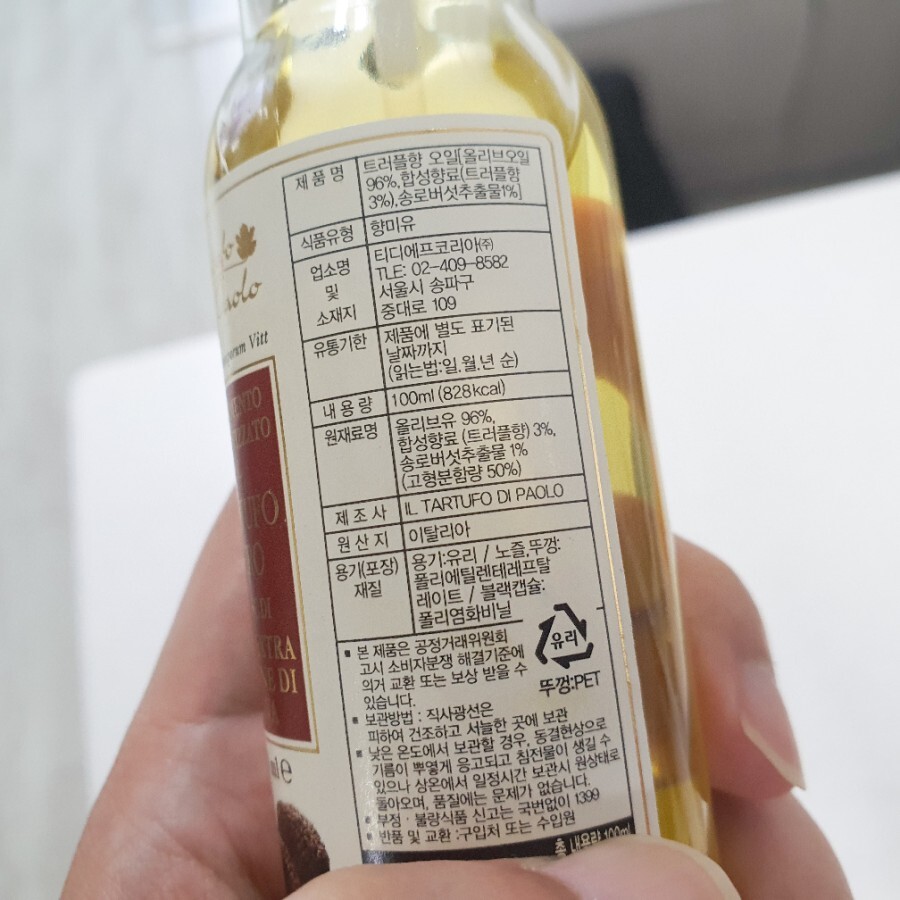 제품명
트러플향 오일[올리브오일
96%,합성향료(트러플향
3%),송로버섯추출물1%]
식품유형
향미유
업소명
및
소재지
티디에프코리아㈜
TLE: 02-409-8582
서울시 송파구
중대로 109
유통기한
제품에 별도 표기된
날짜까지
(읽는법:일.월.년 순)
내용량
100ml (828kcal)
원재료명
올리브유 96%,
합성향료 (트러플향) 3%,
송로버섯추출물 1%
(고형분함량 50%)
제조사
IL TARTUFO DI PAOLO
원산지
이탈리아
용기(포장)
재질
용기:유리 / 노즐,뚜껑:
폴리에틸렌테레프탈
레이트 / 블랙캡슐:
폴리염화비닐
▪ 본 제품은 공정거래위원회
고시 소비자분쟁 해결기준에
의거 교환 또는 보상 받을 수
있습니다.
유리
뚜껑:PET
▪ 보관방법 : 직사광선은
피하여 건조하고 서늘한 곳에 보관
▪ 낮은 온도에서 보관할 경우, 동결현상으로
기름이 뿌옇게 응고되고 침전물이 생길 수
있으나 상온에서 일정시간 보관시 원상태로
돌아오며, 품질에는 문제가 없습니다.
▪ 부정 · 불량식품 신고는 국번없이 1399
▪ 반품 및 교환 : 구입처 또는 수입원
총 내용량 100ml
Vitt
DI
DI
ml e